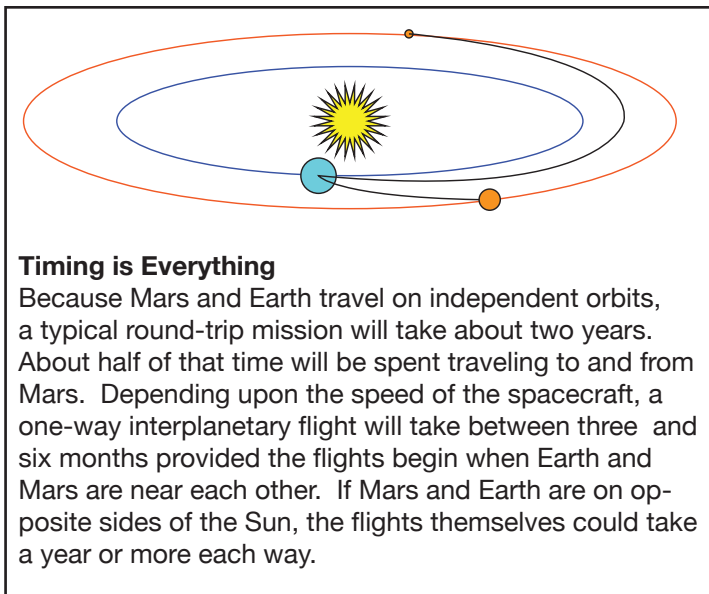 Timing is Everything
Because Mars and Earth travel on independent orbits,
a typical round-trip mission will take about two years.
About half of that time will be spent traveling to and from
Mars.  Depending upon the speed of the spacecraft, a
one-way interplanetary flight will take between three  and
six months provided the flights begin when Earth and
Mars are near each other.  If Mars and Earth are on op-
posite sides of the Sun, the flights themselves could take
a year or more each way.